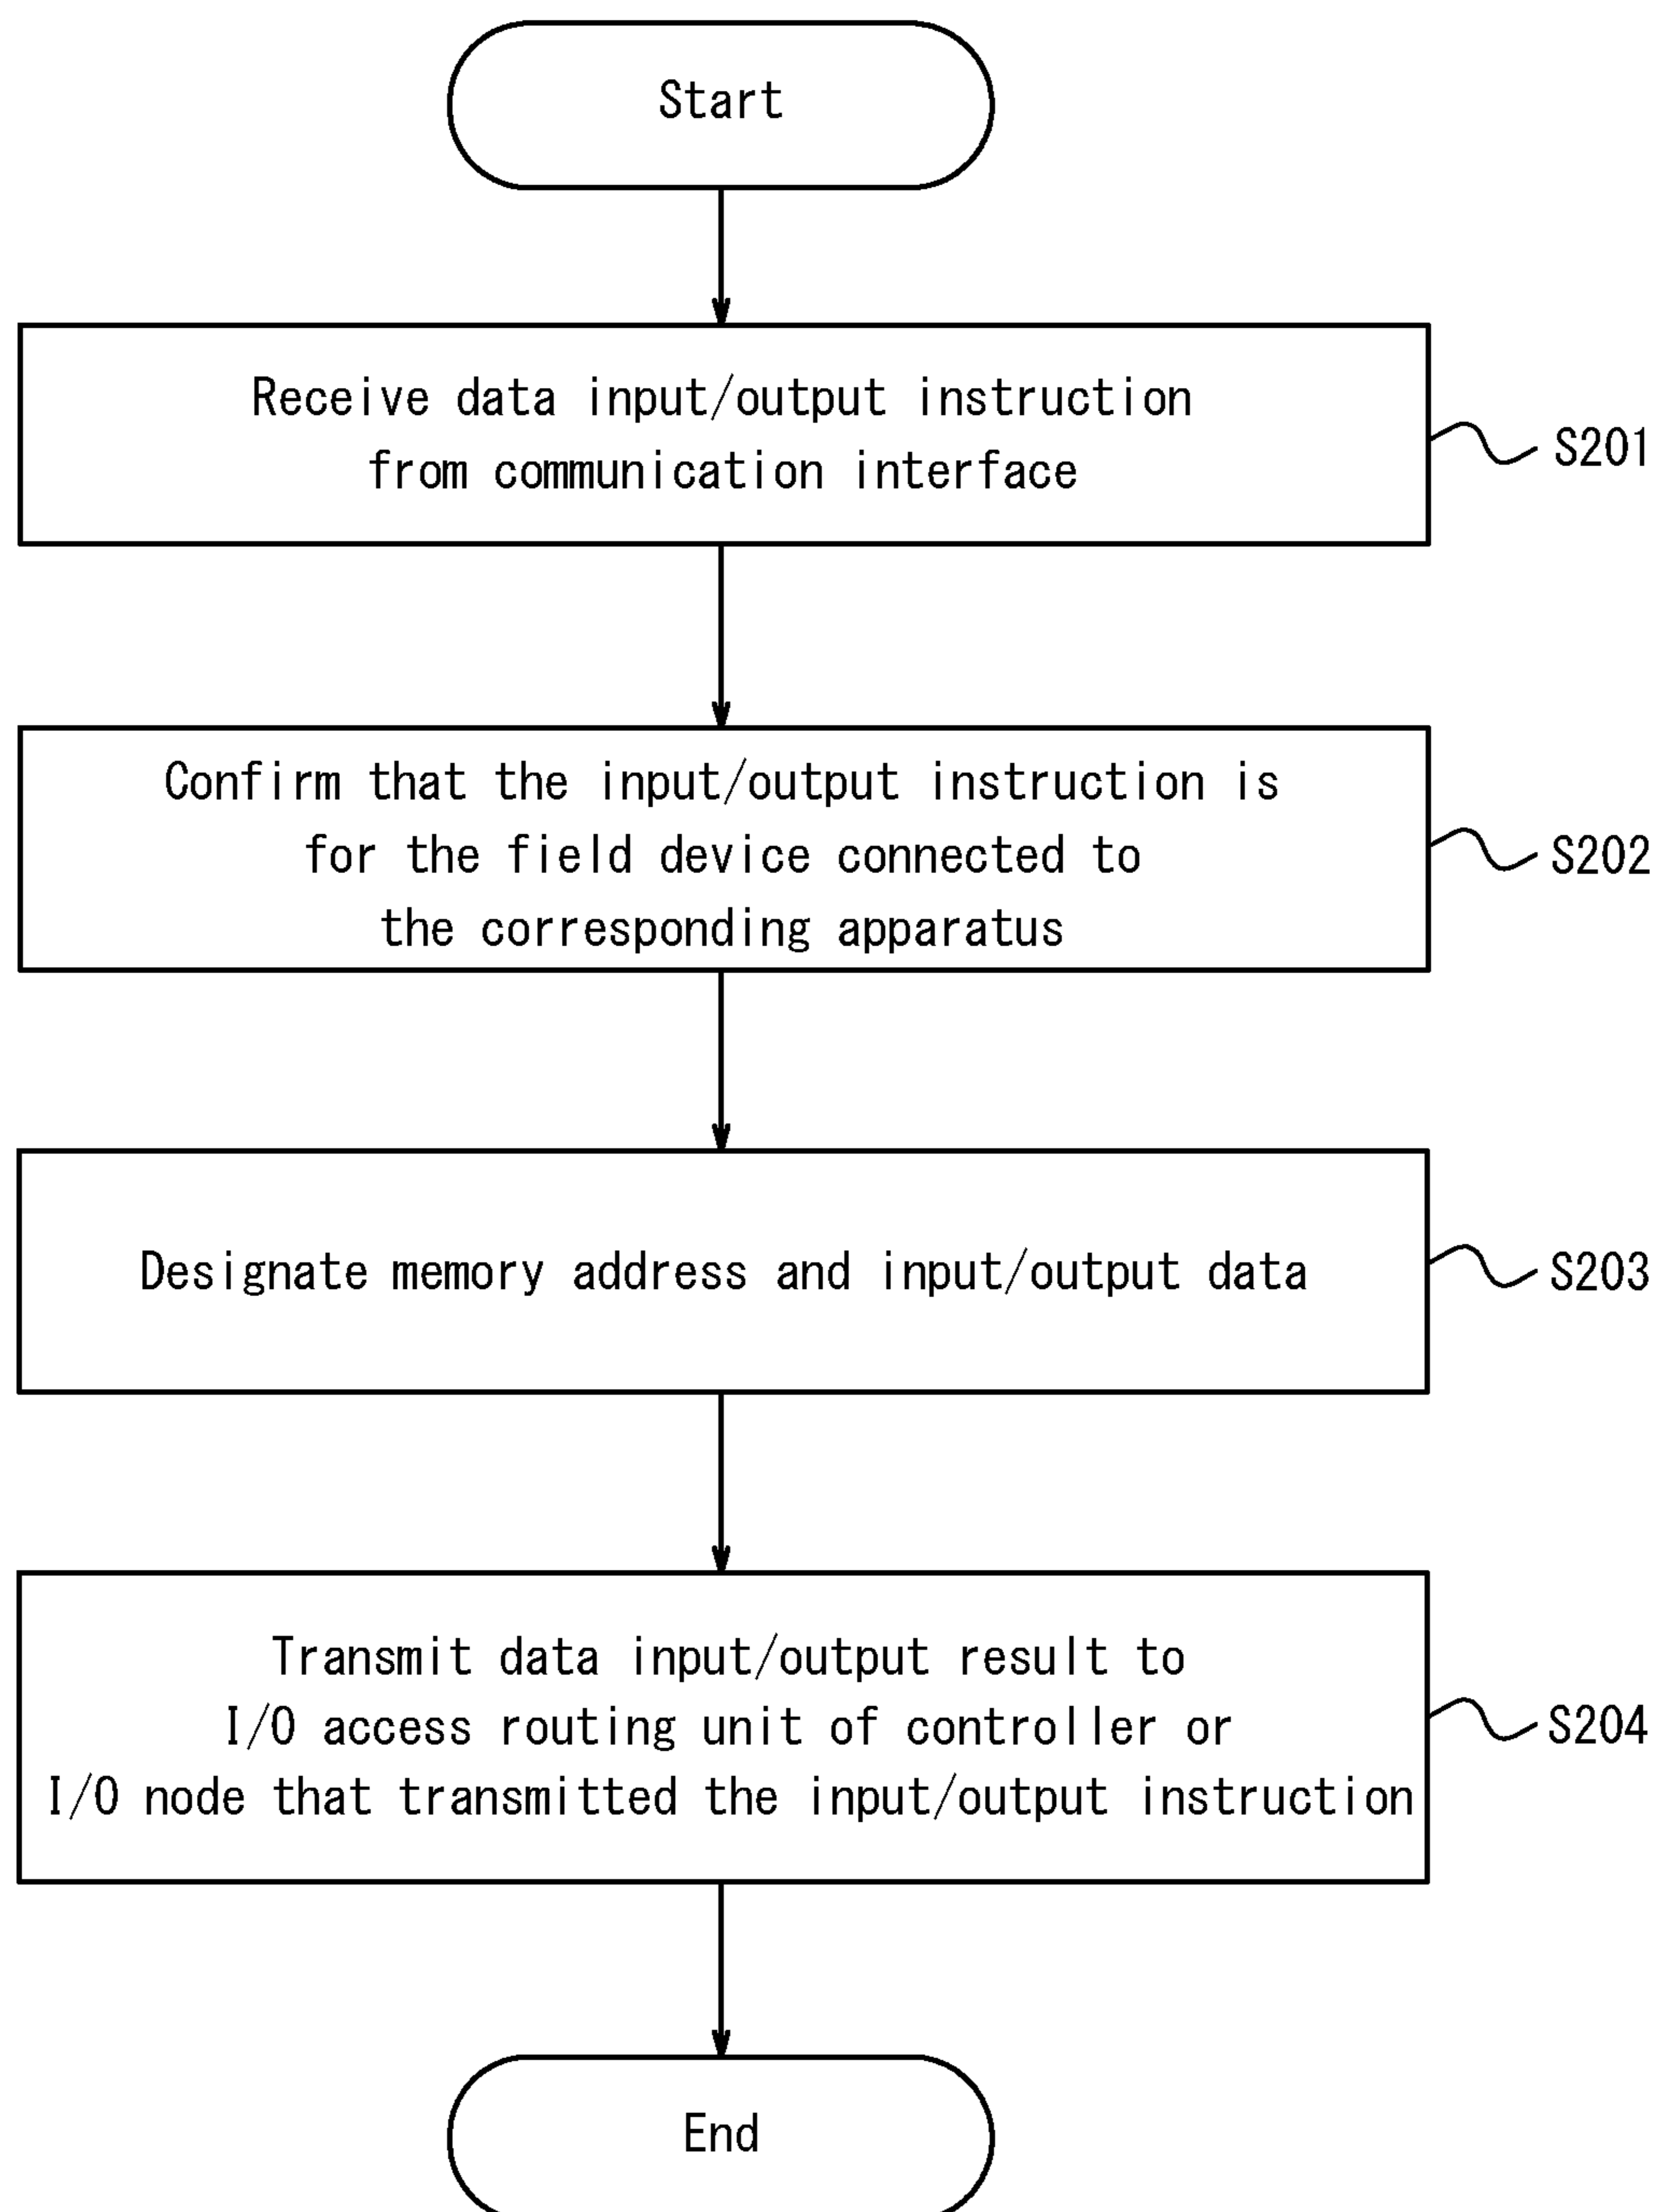 Start
Receive data input/output instruction
from communication interface
S201
Confirm that the input/output instruction is
for the field device connected to
the corresponding apparatus
S202
Designate memory address and input/output data
S203
Transmit data input/output result to
I/O access routing unit of controller or
I/O node that transmitted the input/output instruction
S204
End